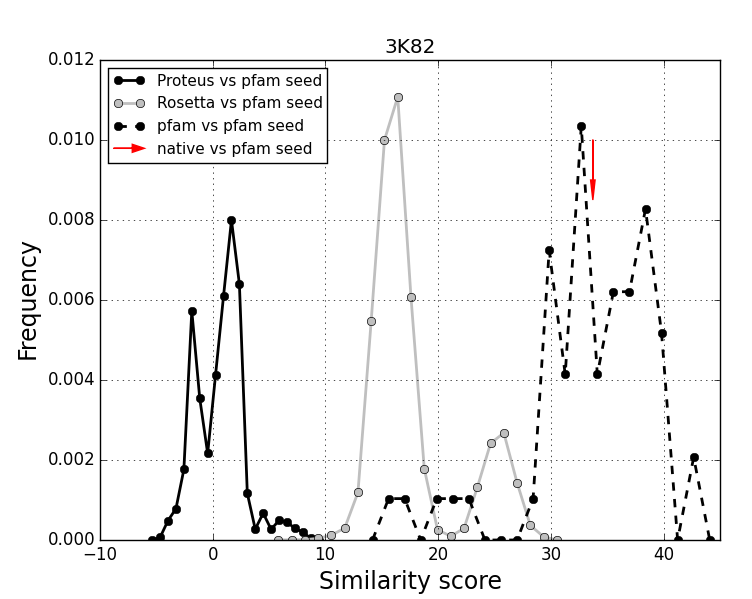 3K82
Proteus vs pfam seed
Rosetta vs pfam seed
pfam vs pfam seed
native vs pfam seed
Frequency
0.012
0.010
0.008
0.006
0.004
0.002
0.000
−10 0 10 20 30 40
Similarity score